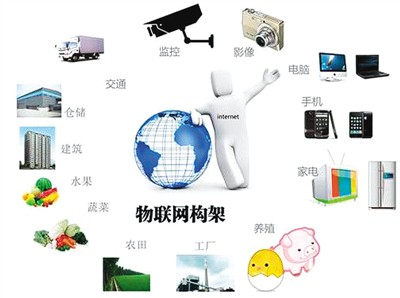 监控
影像
交通
电脑
手机
仓储
internet
建筑
家电
水果
蔬菜
物联网构架
养殖
农田
工厂